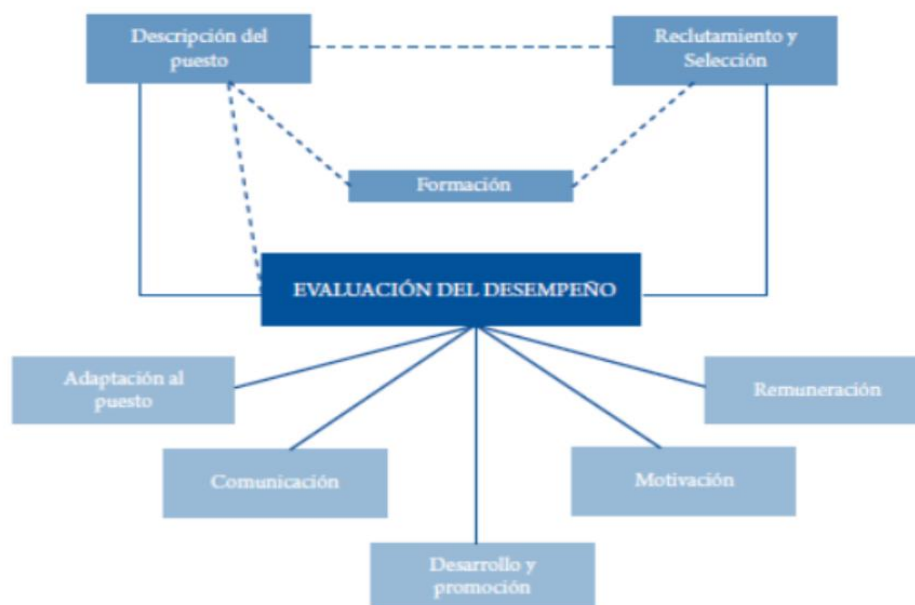 Descripción del
puesto
Reclutamiento y
Selección
Formación
EVALUACIÓN DEL DESEMPEÑO
Adaptación al
puesto
Remuneración
Comunicación
Motivación
Desarrollo y
promoción